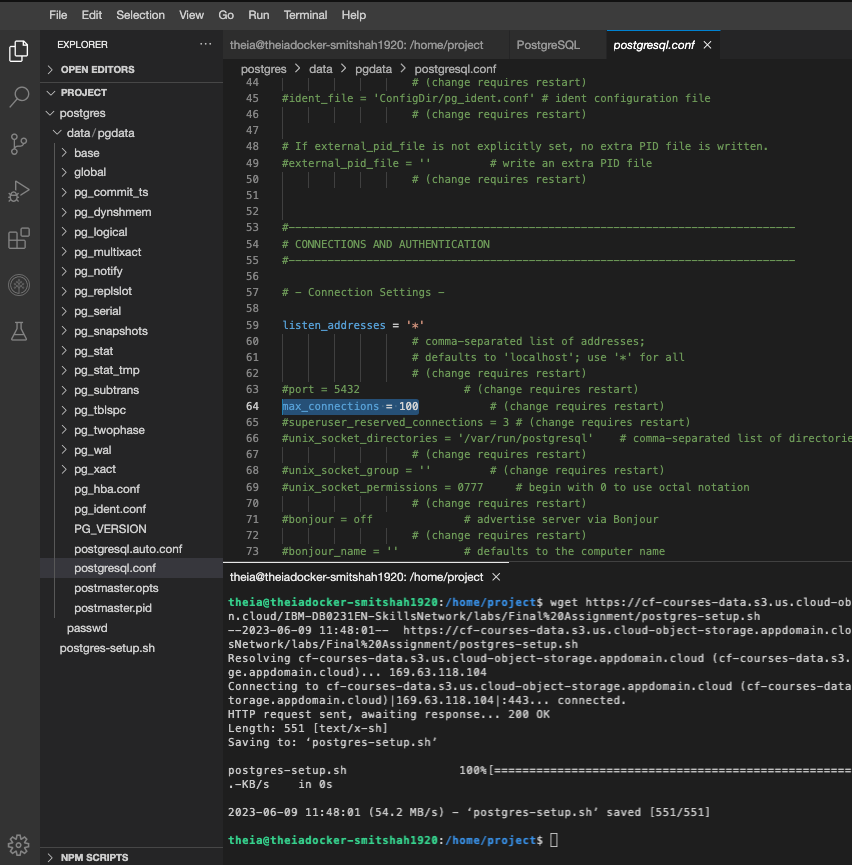 File Edit Selection View Go Run Terminal Help
EXPLORER ...
OPEN EDITORS
PROJECT
postgres
data/pgdata
base
global
pg_commit_ts
pg_dynshmem
pg_logical
pg_multixact
pg_notify
pg_replslot
pg_serial
pg_snapshots
pg_stat
pg_stat_tmp
pg_subtrans
pg_tblspc
pg_twophase
pg_wal
pg_xact
pg_hba.conf
pg_ident.conf
PG_VERSION
postgresql.auto.conf
postgresql.conf
postmaster.opts
postmaster.pid
passwd
postgres-setup.sh
NPM SCRIPTS
theia@theiadocker-smitshah1920: /home/project PostgreSQL postgresql.conf ×
postgres > data > pgdata > postgresql.conf
44 # (change requires restart)
45 #ident_file = 'ConfigDir/pg_ident.conf' # ident configuration file
46 # (change requires restart)
47
48 # If external_pid_file is not explicitly set, no extra PID file is written.
49 #external_pid_file = '' # write an extra PID file
50 # (change requires restart)
51
52
53 #------------------------------------------------------------------------------
54 # CONNECTIONS AND AUTHENTICATION
55 #------------------------------------------------------------------------------
56
57 # - Connection Settings -
58
59 listen_addresses = '*'
60 # comma-separated list of addresses;
61 # defaults to 'localhost'; use '*' for all
62 # (change requires restart)
63 #port = 5432 # (change requires restart)
64 max_connections = 100 # (change requires restart)
65 #superuser_reserved_connections = 3 # (change requires restart)
66 #unix_socket_directories = '/var/run/postgresql' # comma-separated list of directorie
67 # (change requires restart)
68 #unix_socket_group = '' # (change requires restart)
69 #unix_socket_permissions = 0777 # begin with 0 to use octal notation
70 # (change requires restart)
71 #bonjour = off # advertise server via Bonjour
72 # (change requires restart)
73 #bonjour_name = '' # defaults to the computer name
theia@theiadocker-smitshah1920: /home/project ×
theia@theiadocker-smitshah1920:/home/project$ wget https://cf-courses-data.s3.us.cloud-ob
n.cloud/IBM-DB0231EN-SkillsNetwork/labs/Final%20Assignment/postgres-setup.sh
--2023-06-09 11:48:01-- https://cf-courses-data.s3.us.cloud-object-storage.appdomain.clo
sNetwork/labs/Final%20Assignment/postgres-setup.sh
Resolving cf-courses-data.s3.us.cloud-object-storage.appdomain.cloud (cf-courses-data.s3.
ge.appdomain.cloud)... 169.63.118.104
Connecting to cf-courses-data.s3.us.cloud-object-storage.appdomain.cloud (cf-courses-data
torage.appdomain.cloud)|169.63.118.104|:443... connected.
HTTP request sent, awaiting response... 200 OK
Length: 551 [text/x-sh]
Saving to: ‘postgres-setup.sh’
postgres-setup.sh 100%[===================================================
.-KB/s in 0s
2023-06-09 11:48:01 (54.2 MB/s) - ‘postgres-setup.sh’ saved [551/551]
theia@theiadocker-smitshah1920:/home/project$